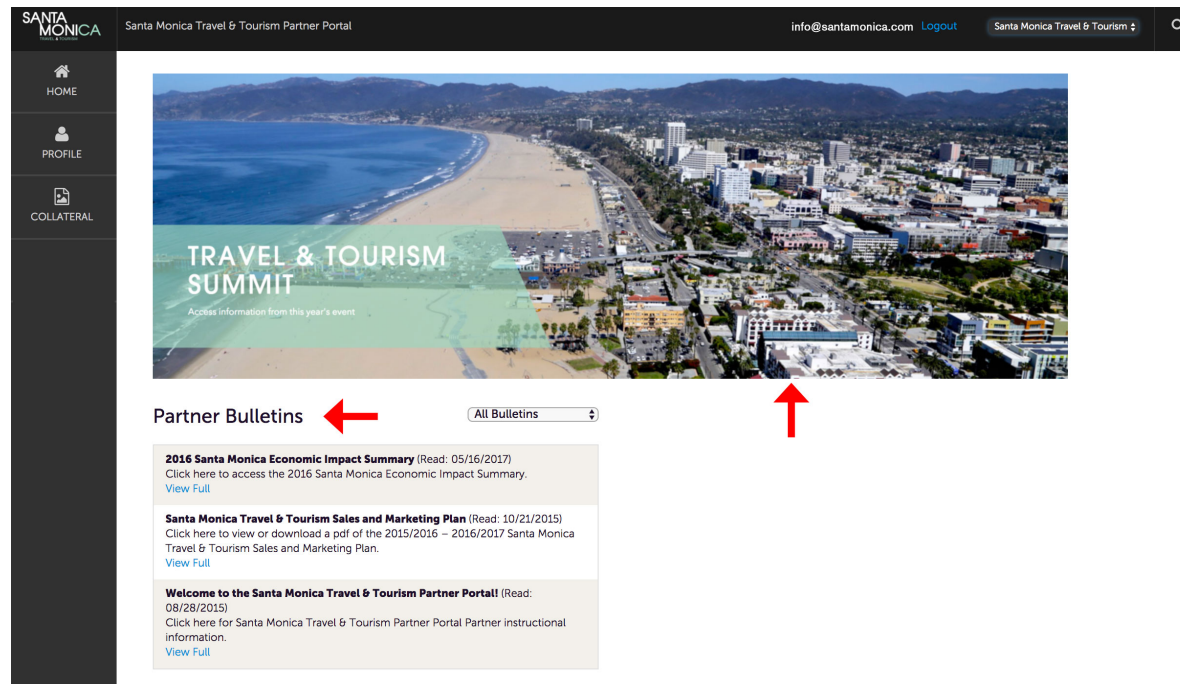 SANTA
MONICA
TRAVEL & TOURISM
Santa Monica Travel & Tourism Partner Portal
info@santamonica.com Logout
Santa Monica Travel & Tourism
HOME
PROFILE
COLLATERAL
TRAVEL & TOURISM
SUMMIT
Access information from this year's event
Partner Bulletins
All Bulletins
2016 Santa Monica Economic Impact Summary (Read: 05/16/2017)
Click here to access the 2016 Santa Monica Economic Impact Summary.
View Full
Santa Monica Travel & Tourism Sales and Marketing Plan (Read: 10/21/2015)
Click here to view or download a pdf of the 2015/2016 – 2016/2017 Santa Monica
Travel & Tourism Sales and Marketing Plan.
View Full
Welcome to the Santa Monica Travel & Tourism Partner Portal! (Read:
08/28/2015)
Click here for Santa Monica Travel & Tourism Partner Portal Partner instructional
information.
View Full